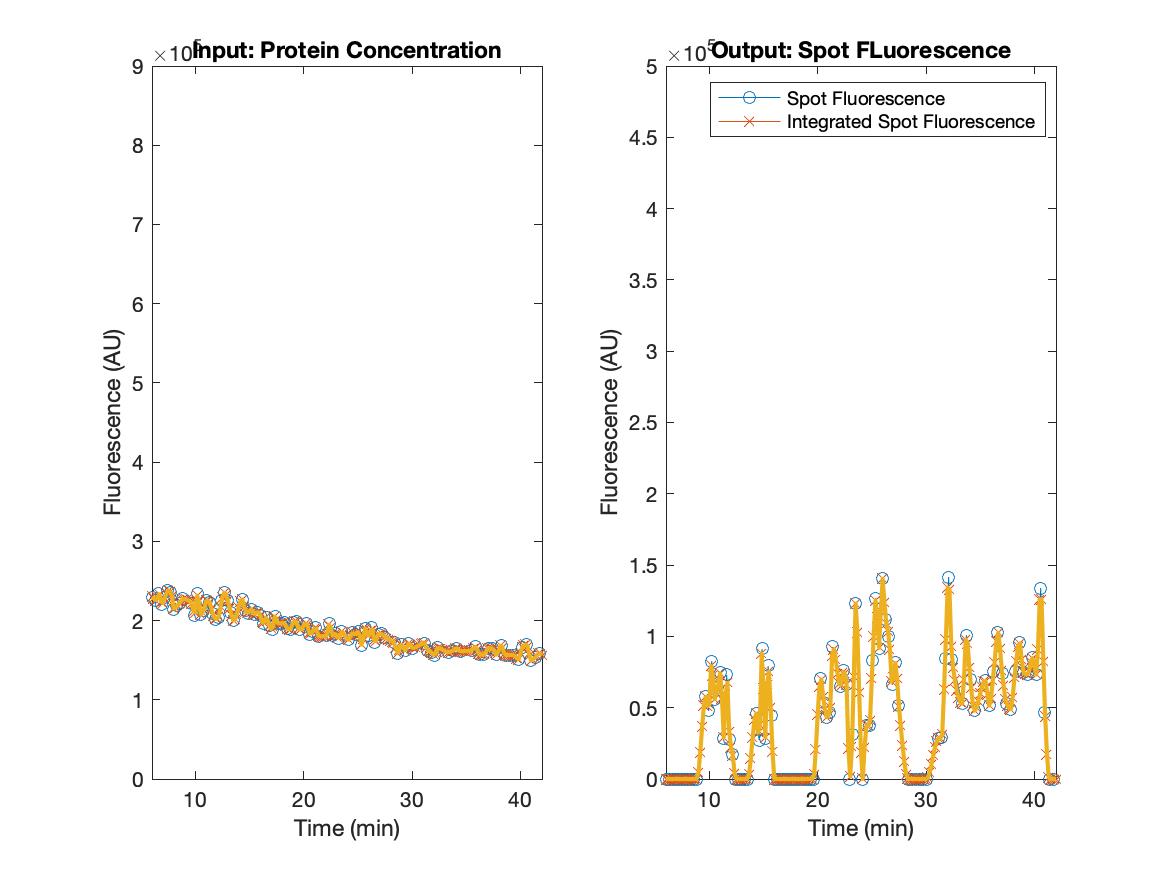 ×10^5 Input: Protein Concentration
9
8
7
6
5
4
3
2
1
0
Fluorescence (AU)
10 20 30 40
Time (min)
×10^5 Output: Spot FLuorescence
Spot Fluorescence
Integrated Spot Fluorescence
5
4.5
4
3.5
3
2.5
2
1.5
1
0.5
0
Fluorescence (AU)
10 20 30 40
Time (min)